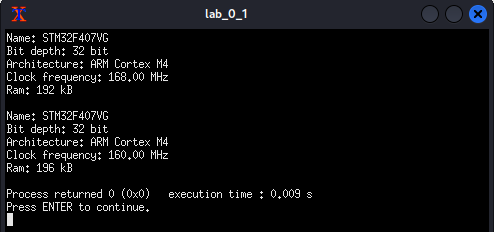 lab_0_1
Name: STM32F407VG
Bit depth: 32 bit
Architecture: ARM Cortex M4
Clock frequency: 168.00 MHz
Ram: 192 kB
Name: STM32F407VG
Bit depth: 32 bit
Architecture: ARM Cortex M4
Clock frequency: 160.00 MHz
Ram: 196 kB
Process returned 0 (0x0)   execution time : 0.009 s
Press ENTER to continue.